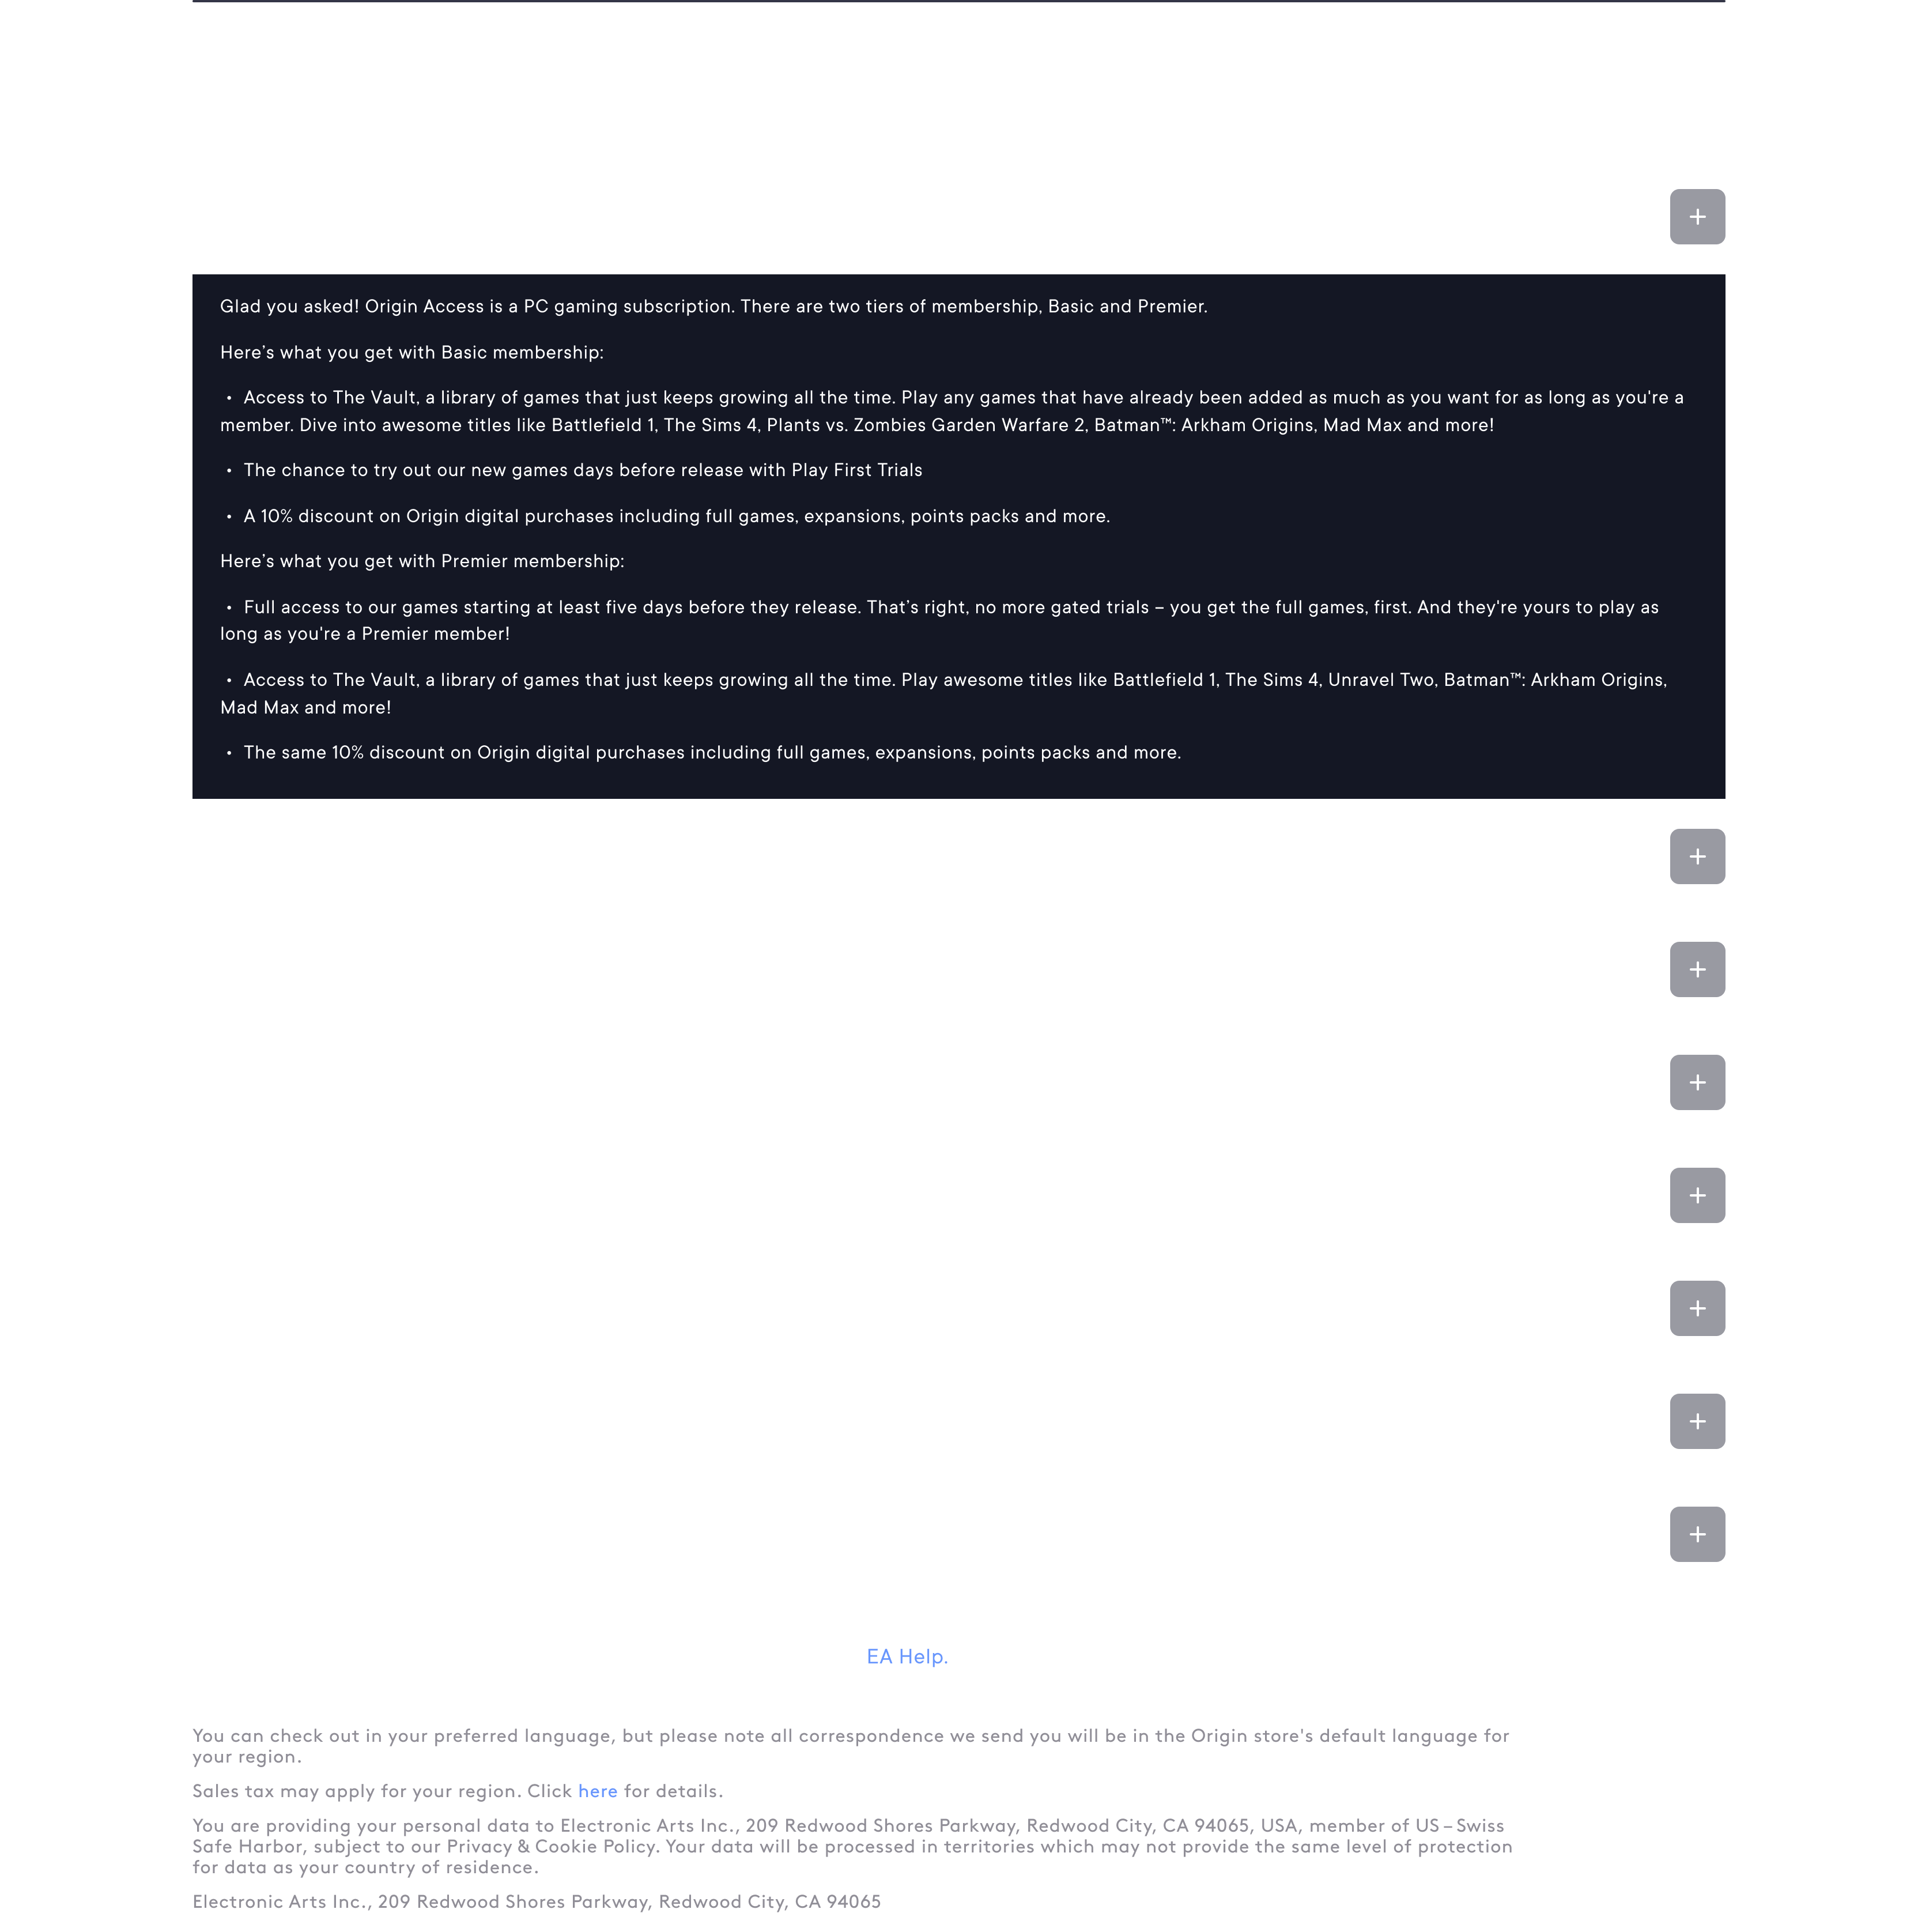 Glad you asked! Origin Access is a PC gaming subscription. There are two tiers of membership, Basic and Premier.
Here’s what you get with Basic membership:
• Access to The Vault, a library of games that just keeps growing all the time. Play any games that have already been added as much as you want for as long as you're a
member. Dive into awesome titles like Battlefield 1, The Sims 4, Plants vs. Zombies Garden Warfare 2, Batman™: Arkham Origins, Mad Max and more!
• The chance to try out our new games days before release with Play First Trials
• A 10% discount on Origin digital purchases including full games, expansions, points packs and more.
Here’s what you get with Premier membership:
• Full access to our games starting at least five days before they release. That’s right, no more gated trials – you get the full games, first. And they're yours to play as
long as you're a Premier member!
• Access to The Vault, a library of games that just keeps growing all the time. Play awesome titles like Battlefield 1, The Sims 4, Unravel Two, Batman™: Arkham Origins,
Mad Max and more!
• The same 10% discount on Origin digital purchases including full games, expansions, points packs and more.
EA Help.
You can check out in your preferred language, but please note all correspondence we send you will be in the Origin store's default language for
your region.
Sales tax may apply for your region. Click here for details.
You are providing your personal data to Electronic Arts Inc., 209 Redwood Shores Parkway, Redwood City, CA 94065, USA, member of US – Swiss
Safe Harbor, subject to our Privacy & Cookie Policy. Your data will be processed in territories which may not provide the same level of protection
for data as your country of residence.
Electronic Arts Inc., 209 Redwood Shores Parkway, Redwood City, CA 94065